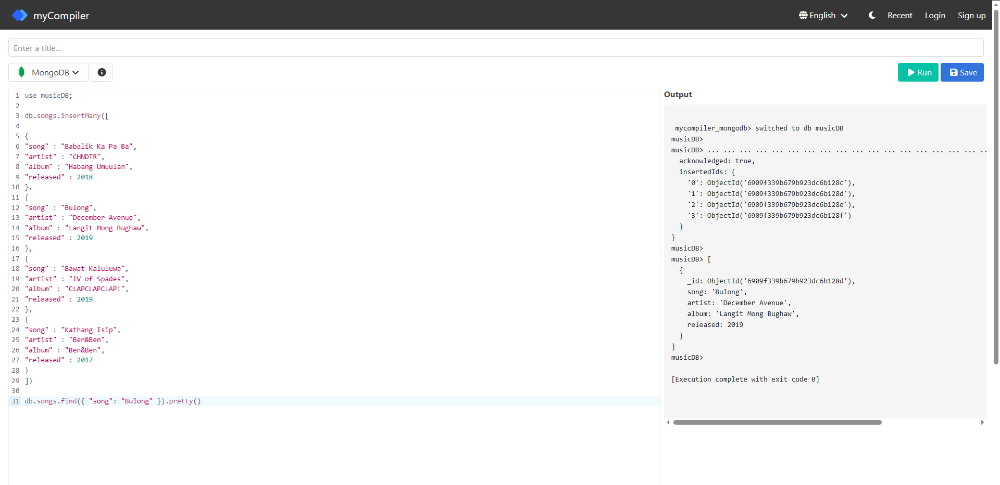 myCompiler
English
Recent
Login
Sign up
Enter a title...
MongoDB
Run
Save
1 use musicDB;
2
3 db.songs.insertMany([
4
5 {
6 "song" : "Babalik Ka Pa Ba",
7 "artist" : "CHNDTR",
8 "album" : "Habang Umuulan",
9 "released" : 2018
10 },
11 {
12 "song" : "Bulong",
13 "artist" : "December Avenue",
14 "album" : "Langit Mong Bughaw",
15 "released" : 2019
16 },
17 {
18 "song" : "Bawat Kaluluwa",
19 "artist" : "IV of Spades",
20 "album" : "CLAPCLAPCLAP!",
21 "released" : 2019
22 },
23 {
24 "song" : "Kathang Isip",
25 "artist" : "Ben&Ben",
26 "album" : "Ben&Ben",
27 "released" : 2017
28 }
29 ])
30
31 db.songs.find({ "song": "Bulong" }).pretty()
Output
mycompiler_mongodb> switched to db musicDB
musicDB>
musicDB> ... ... ... ... ... ... ... ... ... ... ... ... ... ... ... ... ... ..
acknowledged: true,
insertedIds: {
'0': ObjectId('6909f339b679b923dc6b128c'),
'1': ObjectId('6909f339b679b923dc6b128d'),
'2': ObjectId('6909f339b679b923dc6b128e'),
'3': ObjectId('6909f339b679b923dc6b128f')
}
}
musicDB>
musicDB> [
{
_id: ObjectId('6909f339b679b923dc6b128d'),
song: 'Bulong',
artist: 'December Avenue',
album: 'Langit Mong Bughaw',
released: 2019
}
]
musicDB>
[Execution complete with exit code 0]